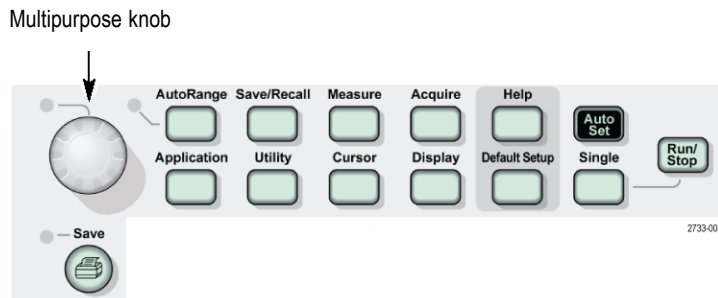 Multipurpose knob
AutoRange Save/Recall Measure Acquire Help
Auto
Set
Run/
Stop
Application Utility Cursor Display Default Setup Single
Save
2733-00